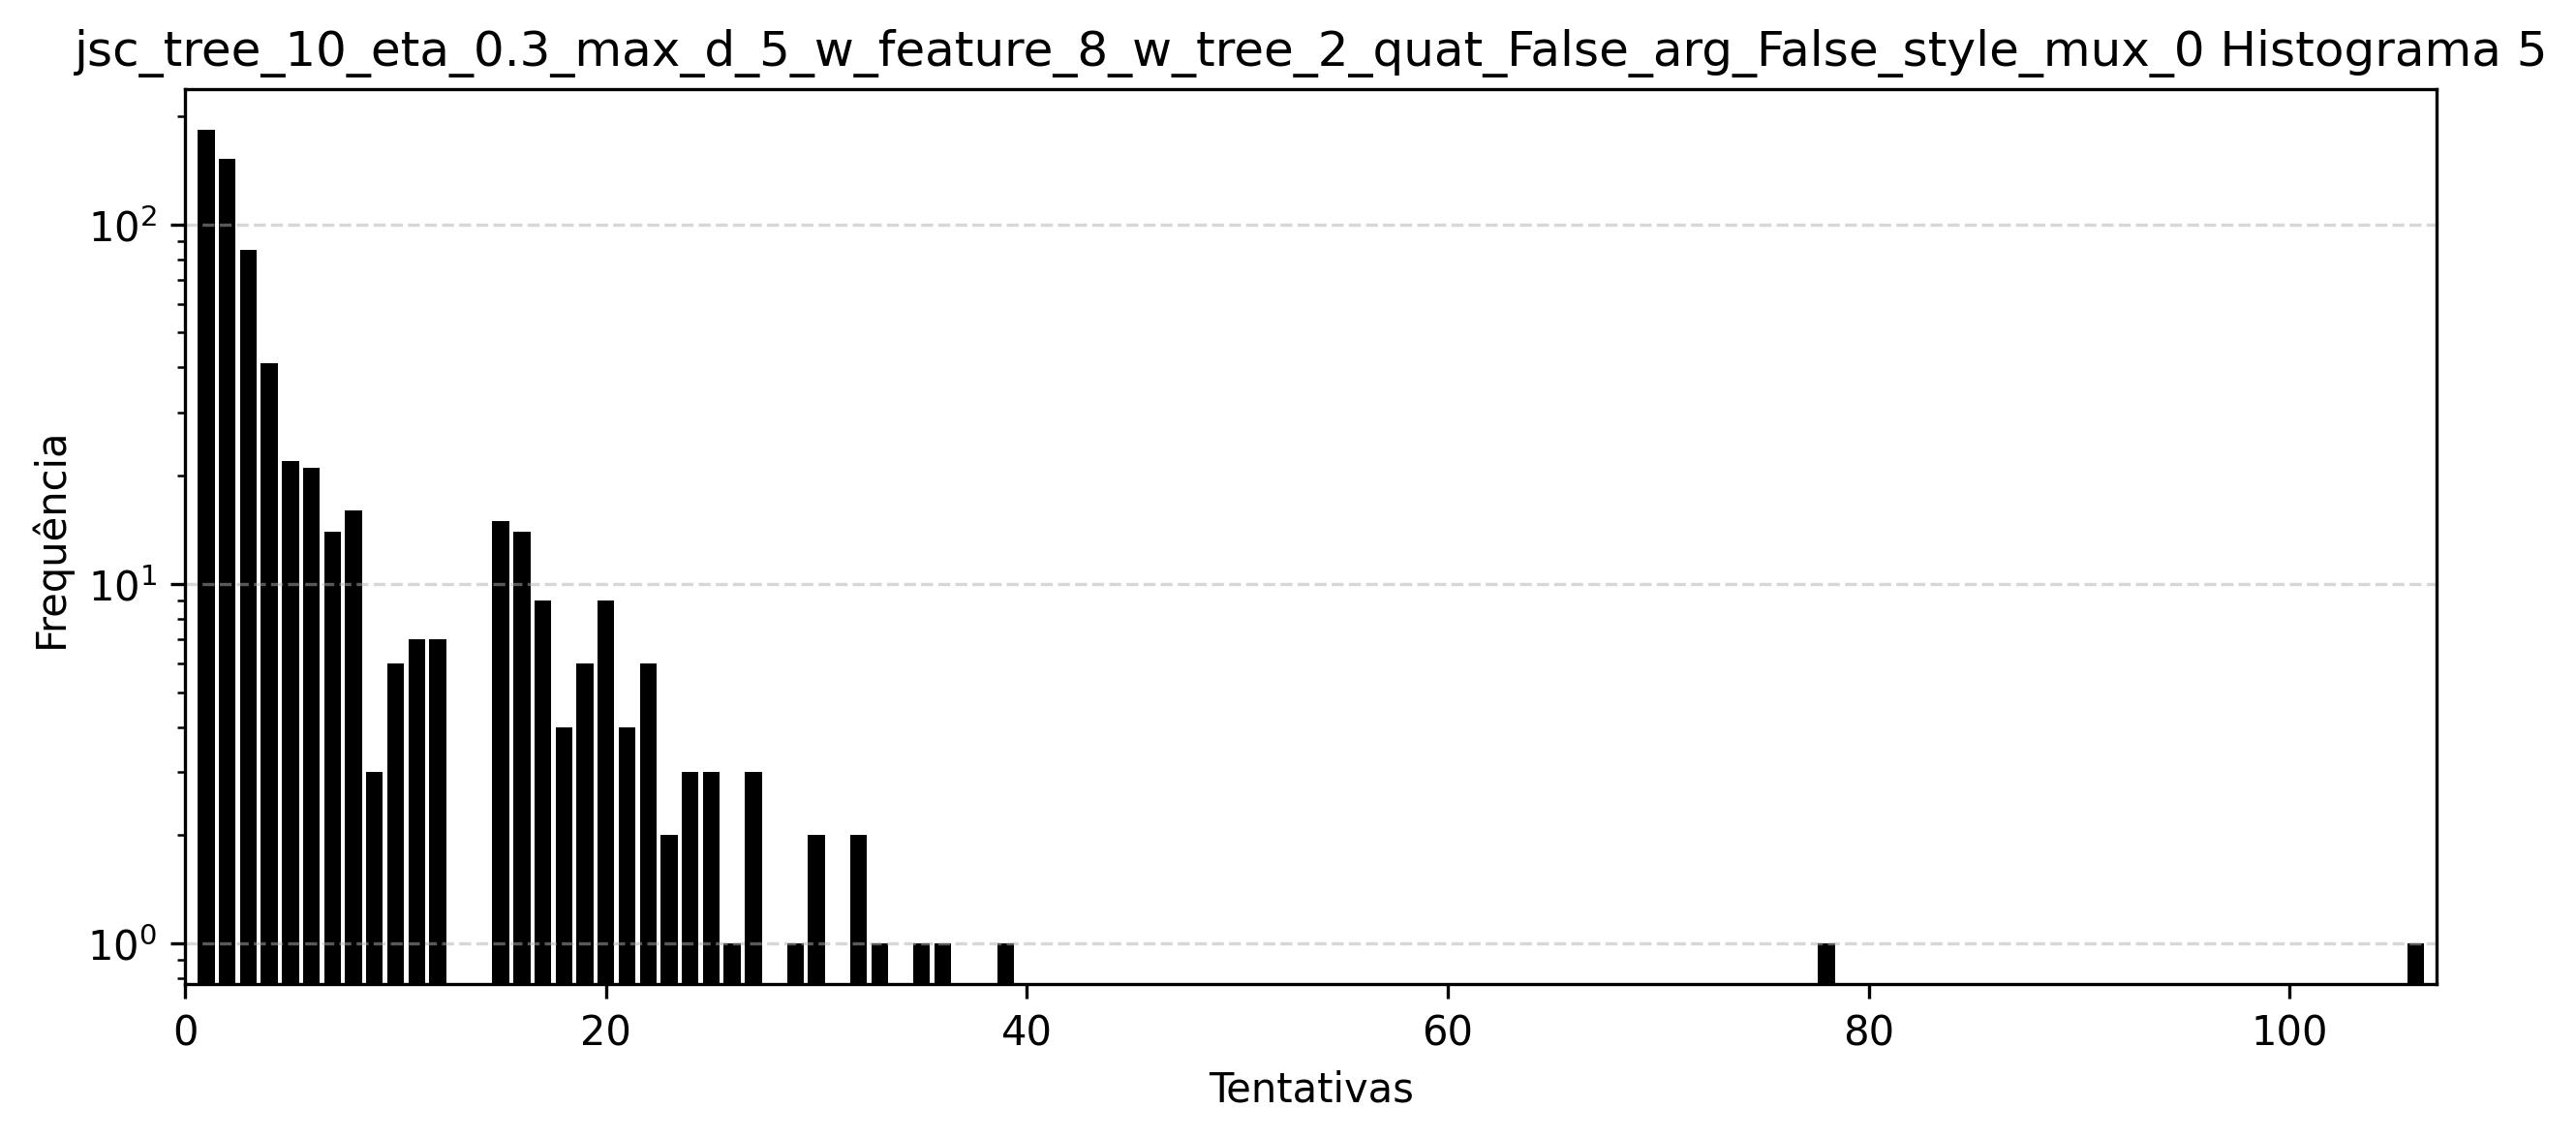 jsc_tree_10_eta_0.3_max_d_5_w_feature_8_w_tree_2_quat_False_arg_False_style_mux_0 Histograma 5
Frequência
10²
10¹
10⁰
0 20 40 60 80 100
Tentativas